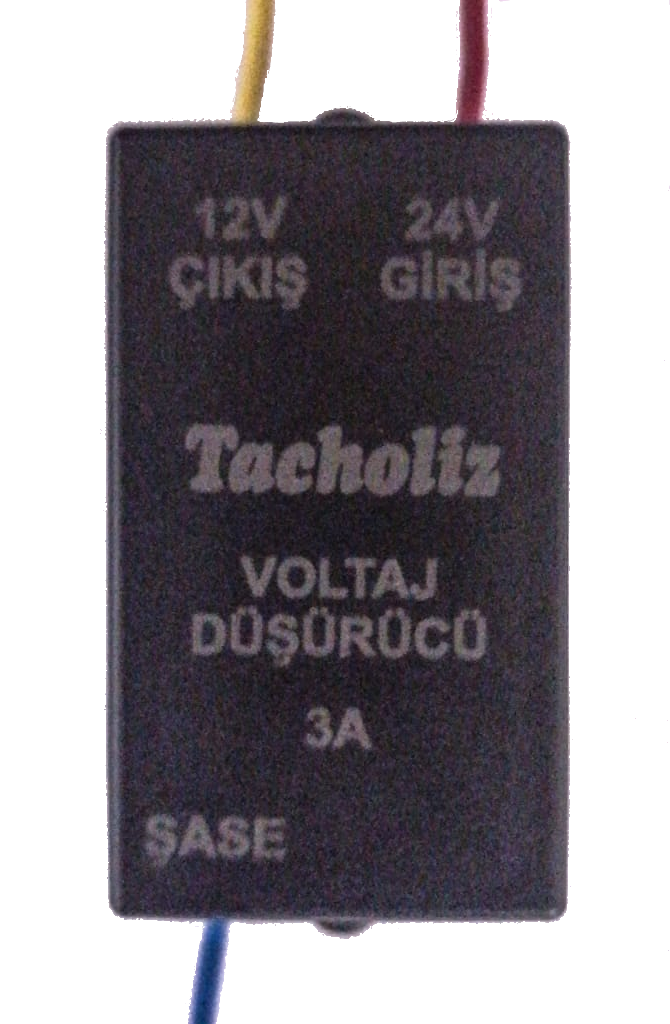 12V
ÇIKIŞ
24V
GİRİŞ
Tacholiz
VOLTAJ
DÜŞÜRÜCÜ
3A
ŞASE